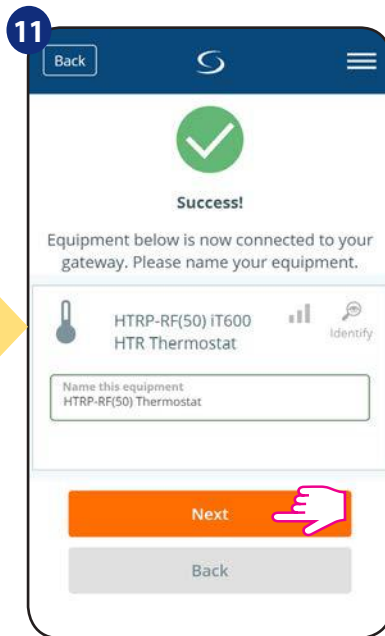 11
Back
Success!
Equipment below is now connected to your
gateway. Please name your equipment.
HTRP-RF(50) iT600
HTR Thermostat
Identify
Name this equipment
HTRP-RF(50) Thermostat
Next
Back